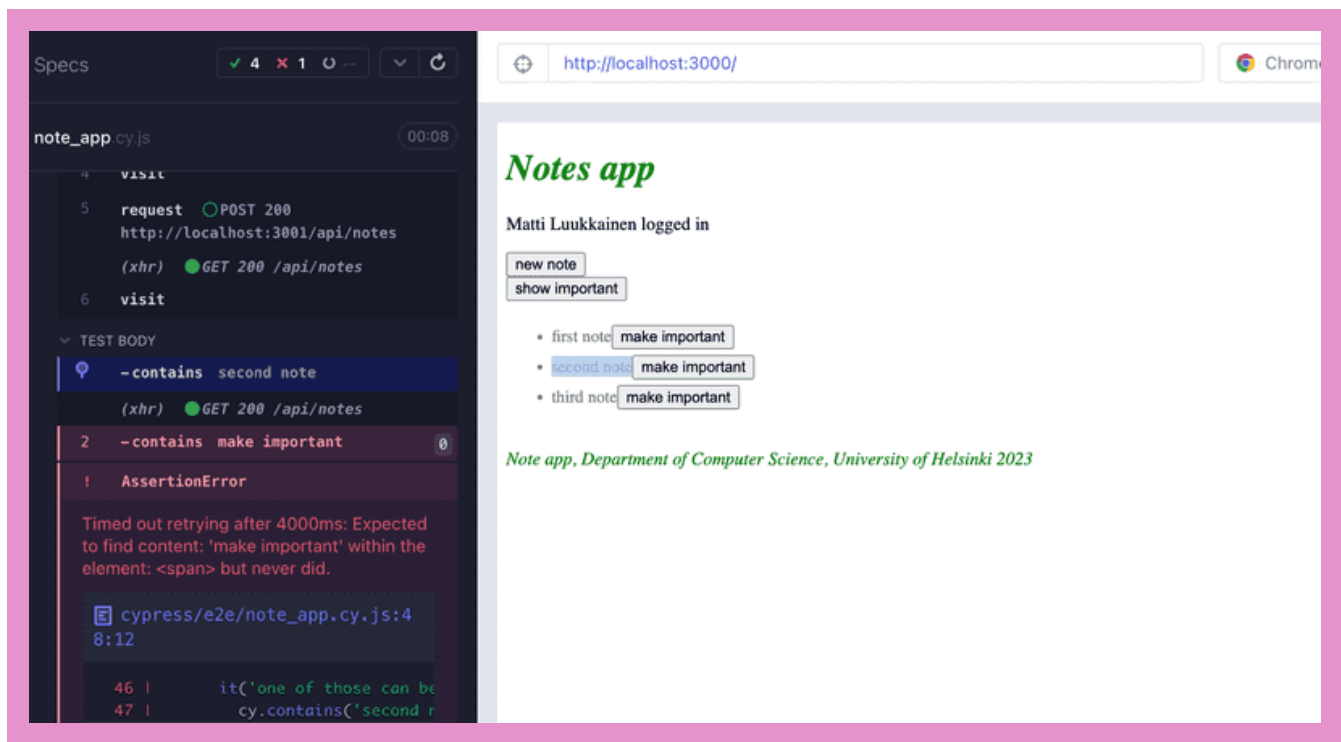 Specs
4
1
--
note_app.cy.js
00:08
4 visit
5 request POST 200
http://localhost:3001/api/notes
(xhr) GET 200 /api/notes
6 visit
TEST BODY
-contains second note
(xhr) GET 200 /api/notes
2 -contains make important 0
! AssertionError
Timed out retrying after 4000ms: Expected
to find content: 'make important' within the
element: <span> but never did.
cypress/e2e/note_app.cy.js:4
8:12
46 | it('one of those can be
47 | cy.contains('second r
http://localhost:3000/
Chrome
Notes app
Matti Luukkainen logged in
new note
show important
• first note make important
• second note make important
• third note make important
Note app, Department of Computer Science, University of Helsinki 2023